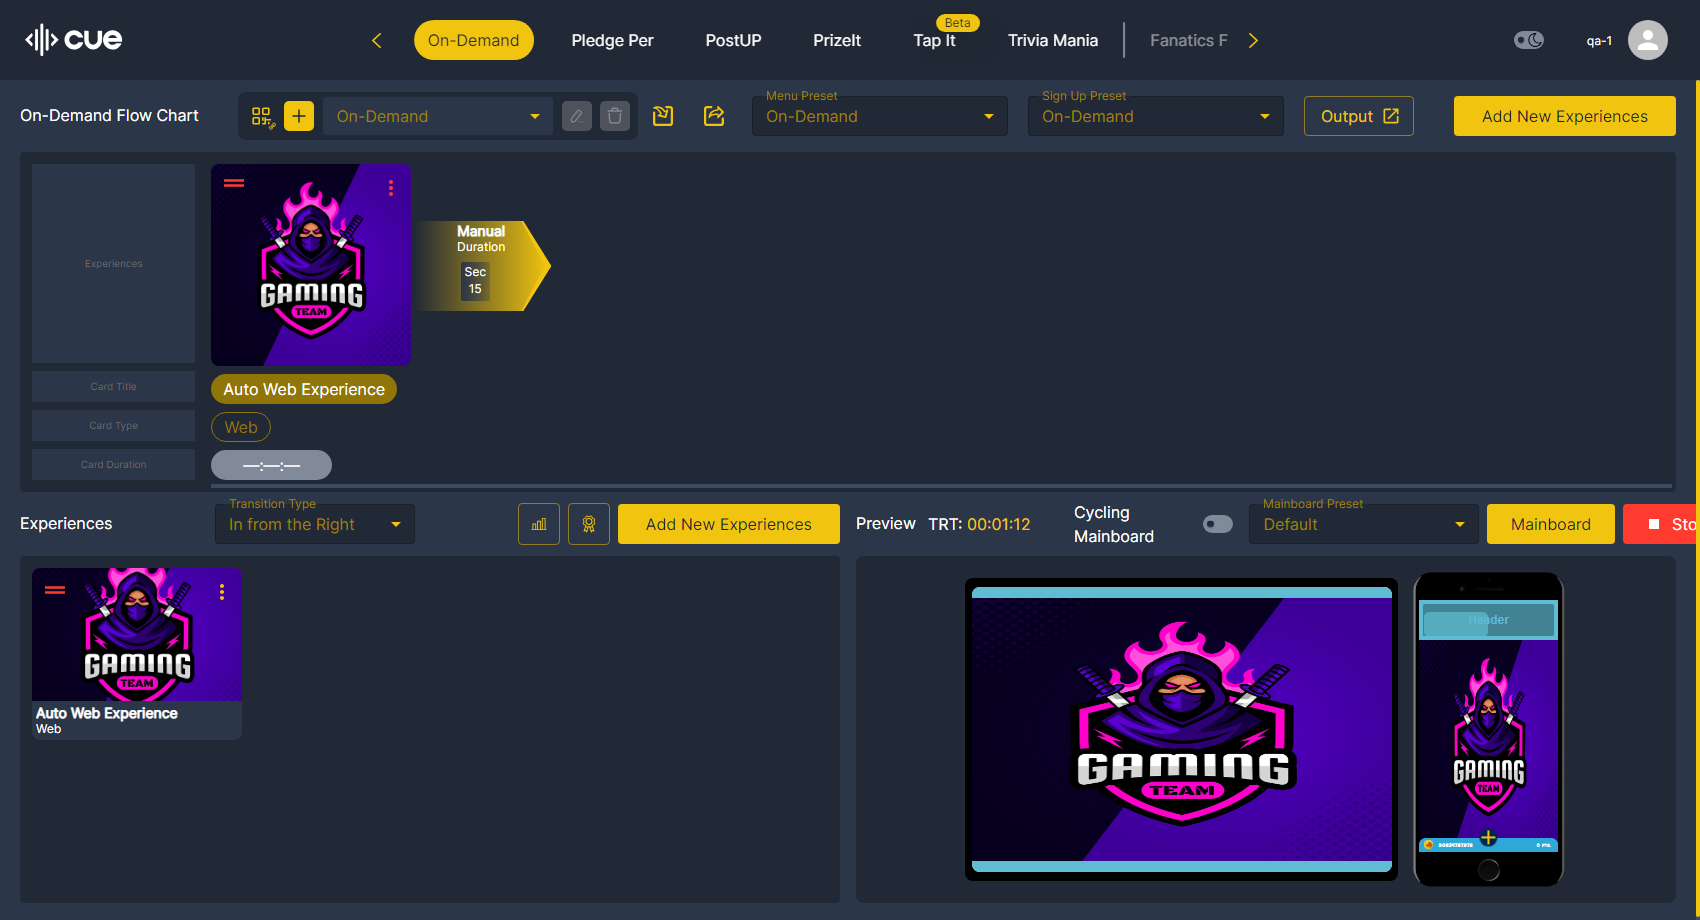 cue
On-Demand
Pledge Per
PostUP
PrizeIt
Beta
Tap It
Trivia Mania
Fanatics F
qa-1
On-Demand Flow Chart
On-Demand
Menu Preset
On-Demand
Sign Up Preset
On-Demand
Output
Add New Experiences
Experiences
GAMING
TEAM
Manual
Duration
Sec
15
Card Title
Auto Web Experience
Card Type
Web
Card Duration
—:—:—
Experiences
Transition Type
In from the Right
Add New Experiences
Preview
TRT: 00:01:12
Cycling
Mainboard
Mainboard Preset
Default
Mainboard
Sto
GAMING
TEAM
Auto Web Experience
Web
GAMING
TEAM
Header
GAMING
TEAM
0 PTS.